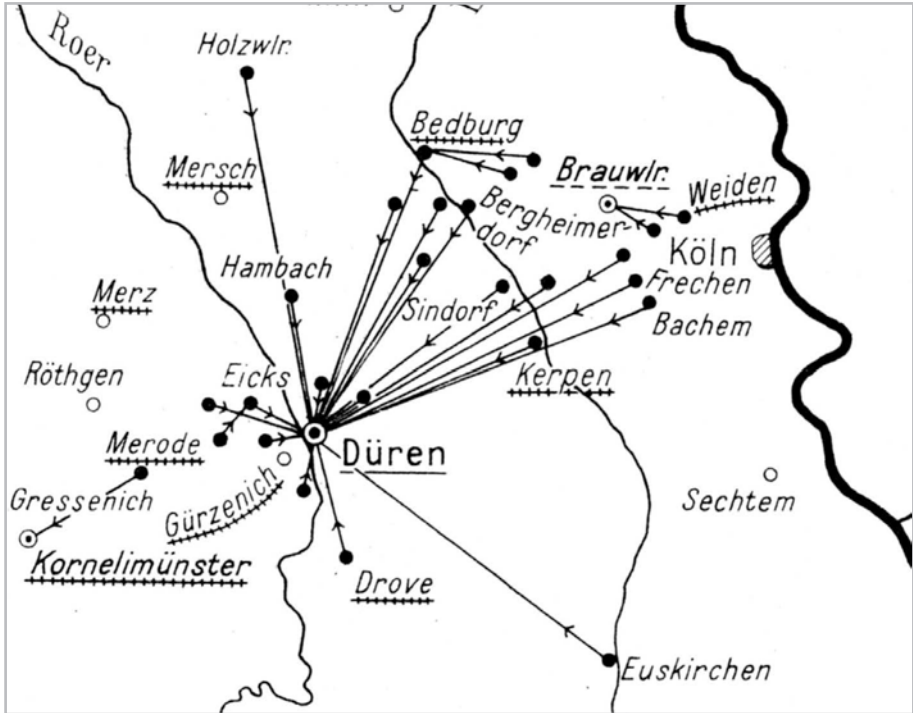 Roer
Holzwlr.
Bedburg
Mersch
Brauwlr.
Weiden
Bergheimer-
dorf
Köln
Hambach
Frechen
Merz
Sindorf
Bachem
Röthgen
Eicks
Kerpen
Merode
Düren
Gressenich
Gürzenich
Sechtem
Kornelimünster
Drove
Euskirchen